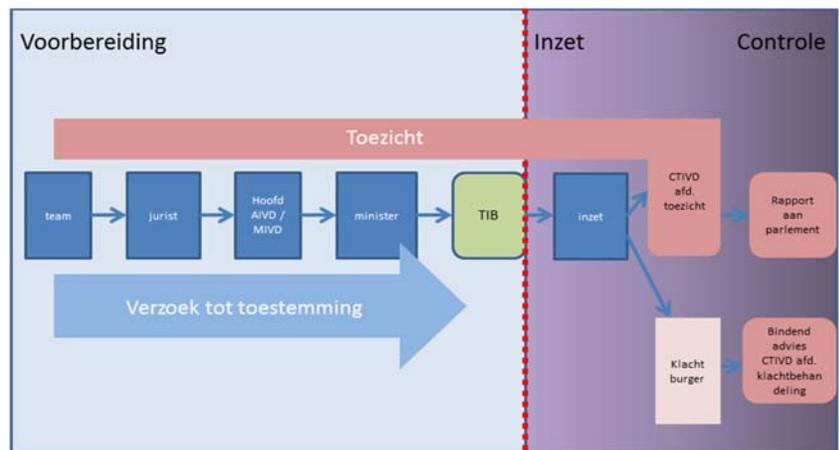 Voorbereiding
Inzet
Controle
Toezicht
team
jurist
Hoofd
AIVD /
MIVD
minister
TIB
inzet
CTIVD
afd.
toezicht
Rapport
aan
parlement
Verzoek tot toestemming
Klacht
burger
Bindend
advies
CTIVD afd.
klachtbehan
deling